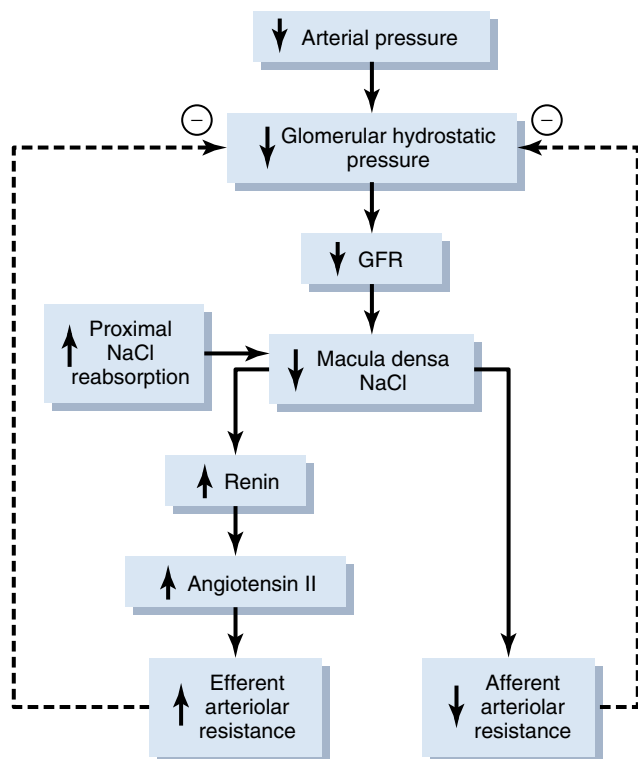 Arterial pressure
−
−
Glomerular hydrostatic
pressure
GFR
Proximal
NaCl
reabsorption
Macula densa
NaCl
Renin
Angiotensin II
Efferent
arteriolar
resistance
Afferent
arteriolar
resistance